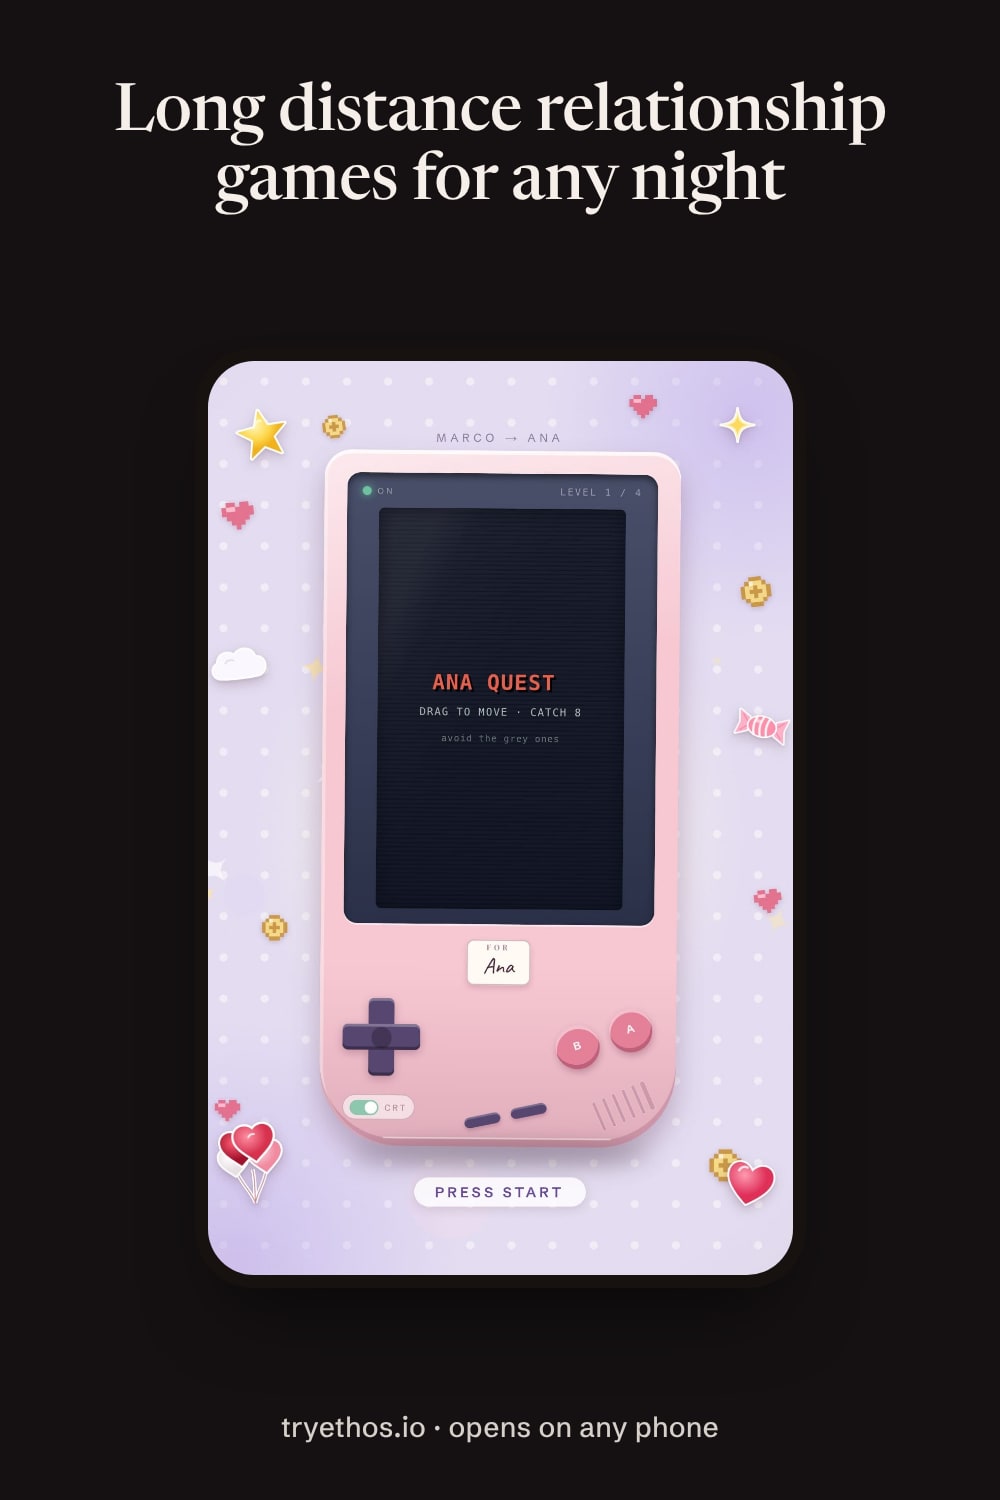 Long distance relationship
games for any night
MARCO → ANA
ON
LEVEL 1 / 4
ANA QUEST
DRAG TO MOVE · CATCH 8
avoid the grey ones
FOR
Ana
A
B
CRT
PRESS START
tryethos.io · opens on any phone